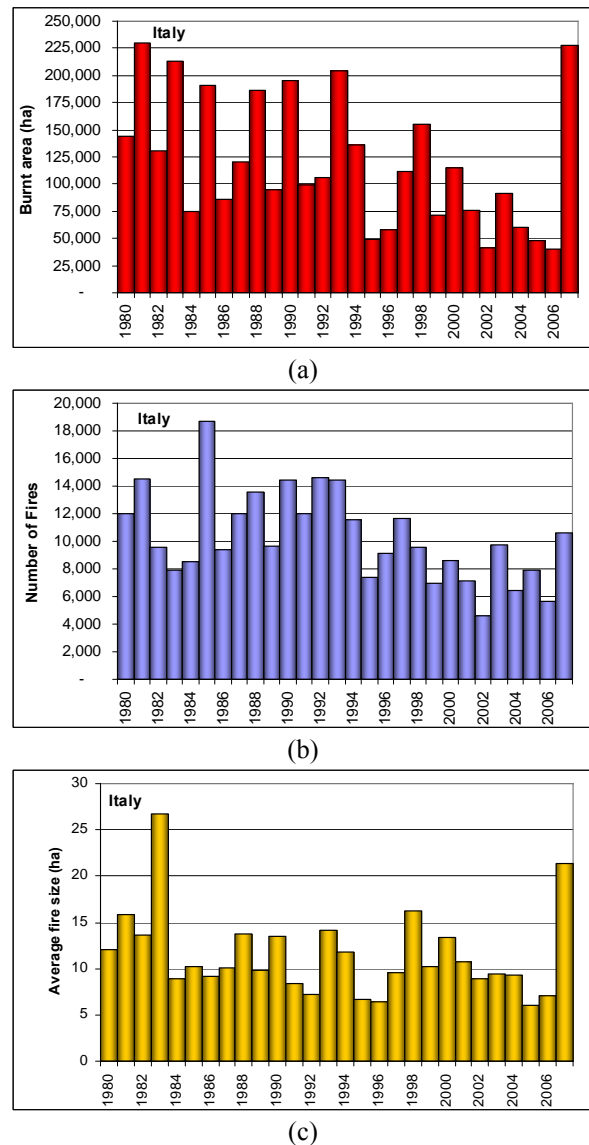 Italy
Burnt area (ha)
250,000
225,000
200,000
175,000
150,000
125,000
100,000
75,000
50,000
25,000
-
1980 1982 1984 1986 1988 1990 1992 1994 1996 1998 2000 2002 2004 2006
(a)
Italy
Number of Fires
20,000
18,000
16,000
14,000
12,000
10,000
8,000
6,000
4,000
2,000
-
1980 1982 1984 1986 1988 1990 1992 1994 1996 1998 2000 2002 2004 2006
(b)
Italy
Average fire size (ha)
30
25
20
15
10
5
0
1980 1982 1984 1986 1988 1990 1992 1994 1996 1998 2000 2002 2004 2006
(c)